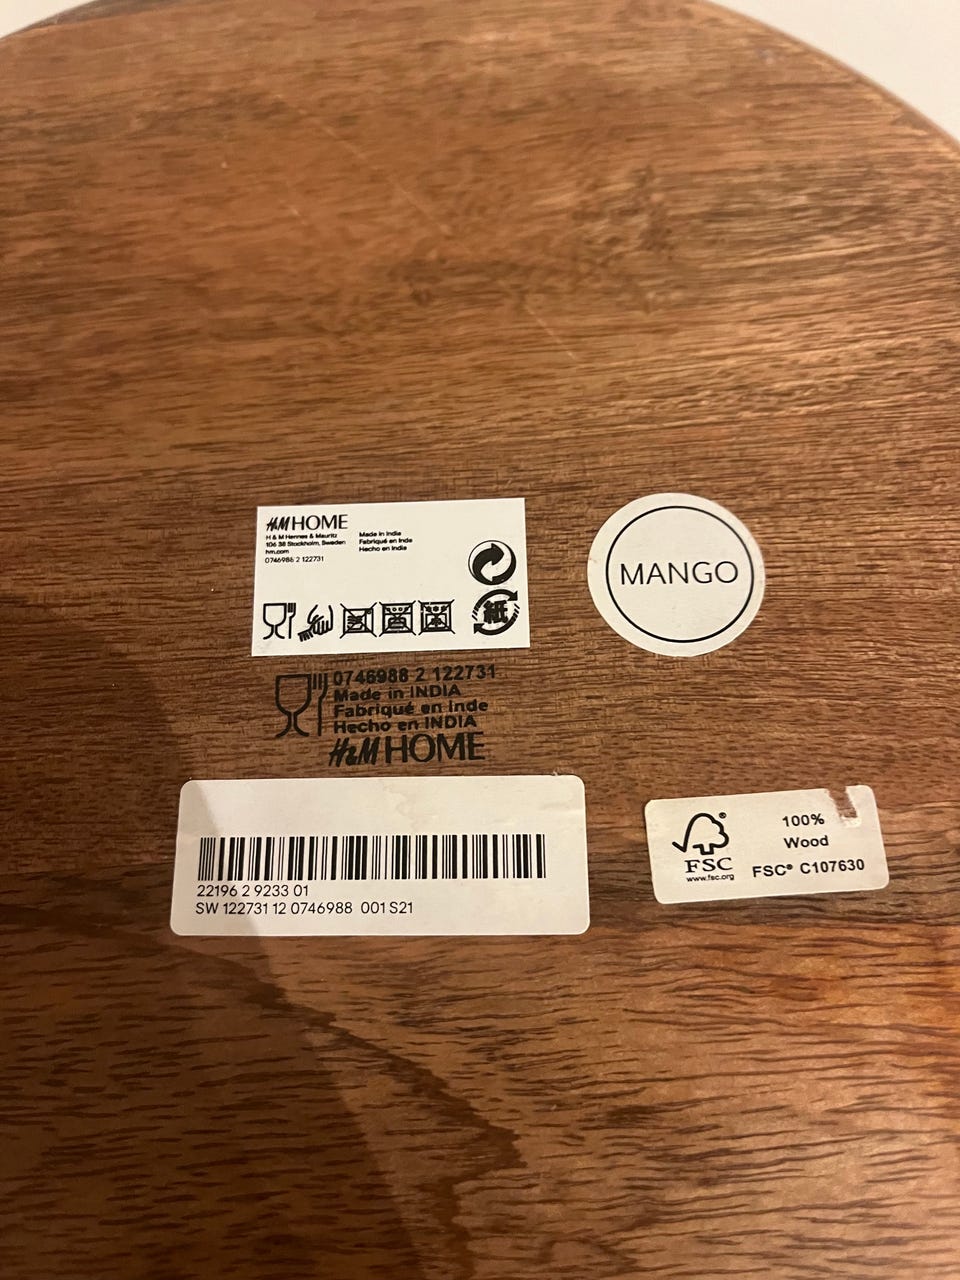 H&M HOME
H & M Hennes & Mauritz
106 38 Stockholm, Sweden
hm.com
0746988 2 122731
Made in India
Fabriqué en Inde
Hecho en India
紙
MANGO
0746988 2 122731
Made in INDIA
Fabriqué en Inde
Hecho en INDIA
H&M HOME
22196 2 9233 01
SW 122731 12 0746988 001 S21
FSC®
www.fsc.org
100%
Wood
FSC® C107630